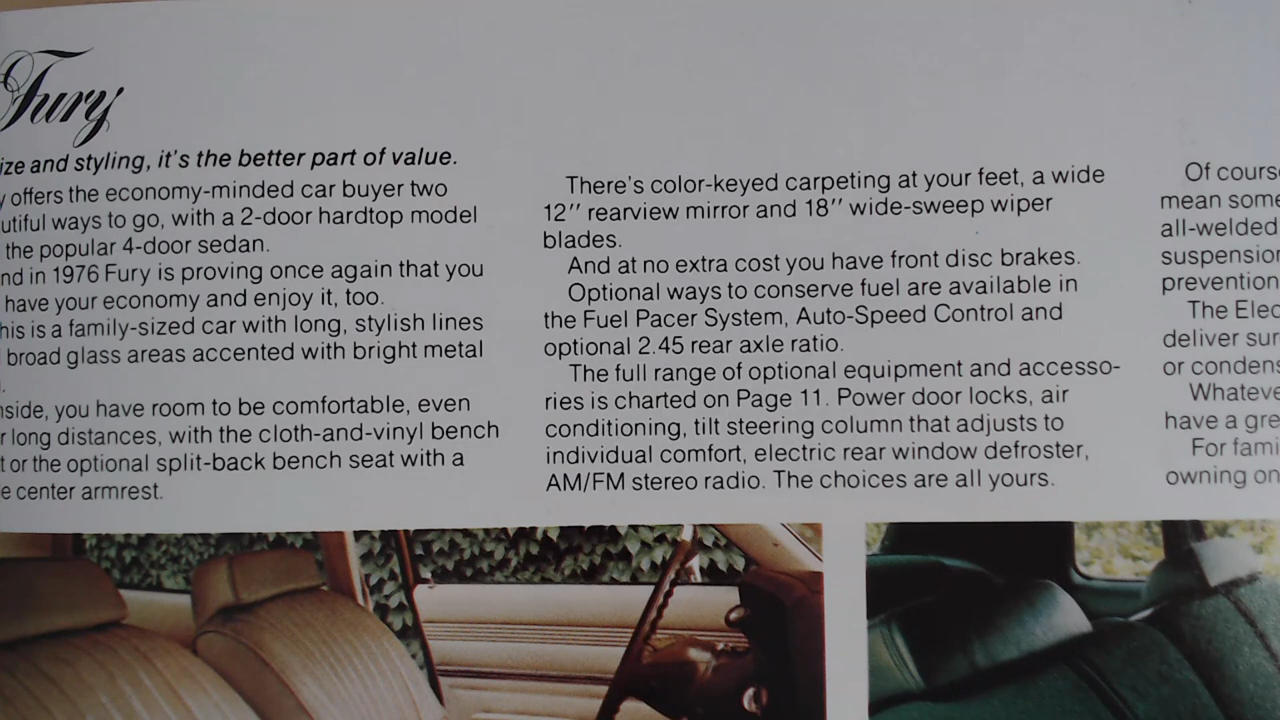 Fury
ize and styling, it's the better part of value.
y offers the economy-minded car buyer two
utiful ways to go, with a 2-door hardtop model
the popular 4-door sedan.
nd in 1976 Fury is proving once again that you
have your economy and enjoy it, too.
his is a family-sized car with long, stylish lines
broad glass areas accented with bright metal
.
nside, you have room to be comfortable, even
r long distances, with the cloth-and-vinyl bench
t or the optional split-back bench seat with a
e center armrest.
There's color-keyed carpeting at your feet, a wide
12″ rearview mirror and 18″ wide-sweep wiper
blades.
And at no extra cost you have front disc brakes.
Optional ways to conserve fuel are available in
the Fuel Pacer System, Auto-Speed Control and
optional 2.45 rear axle ratio.
The full range of optional equipment and accesso-
ries is charted on Page 11. Power door locks, air
conditioning, tilt steering column that adjusts to
individual comfort, electric rear window defroster,
AM/FM stereo radio. The choices are all yours.
Of cours
mean some
all-welded
suspension
prevention
The Elec
deliver sur
or condens
Whateve
have a gre
For fami
owning on